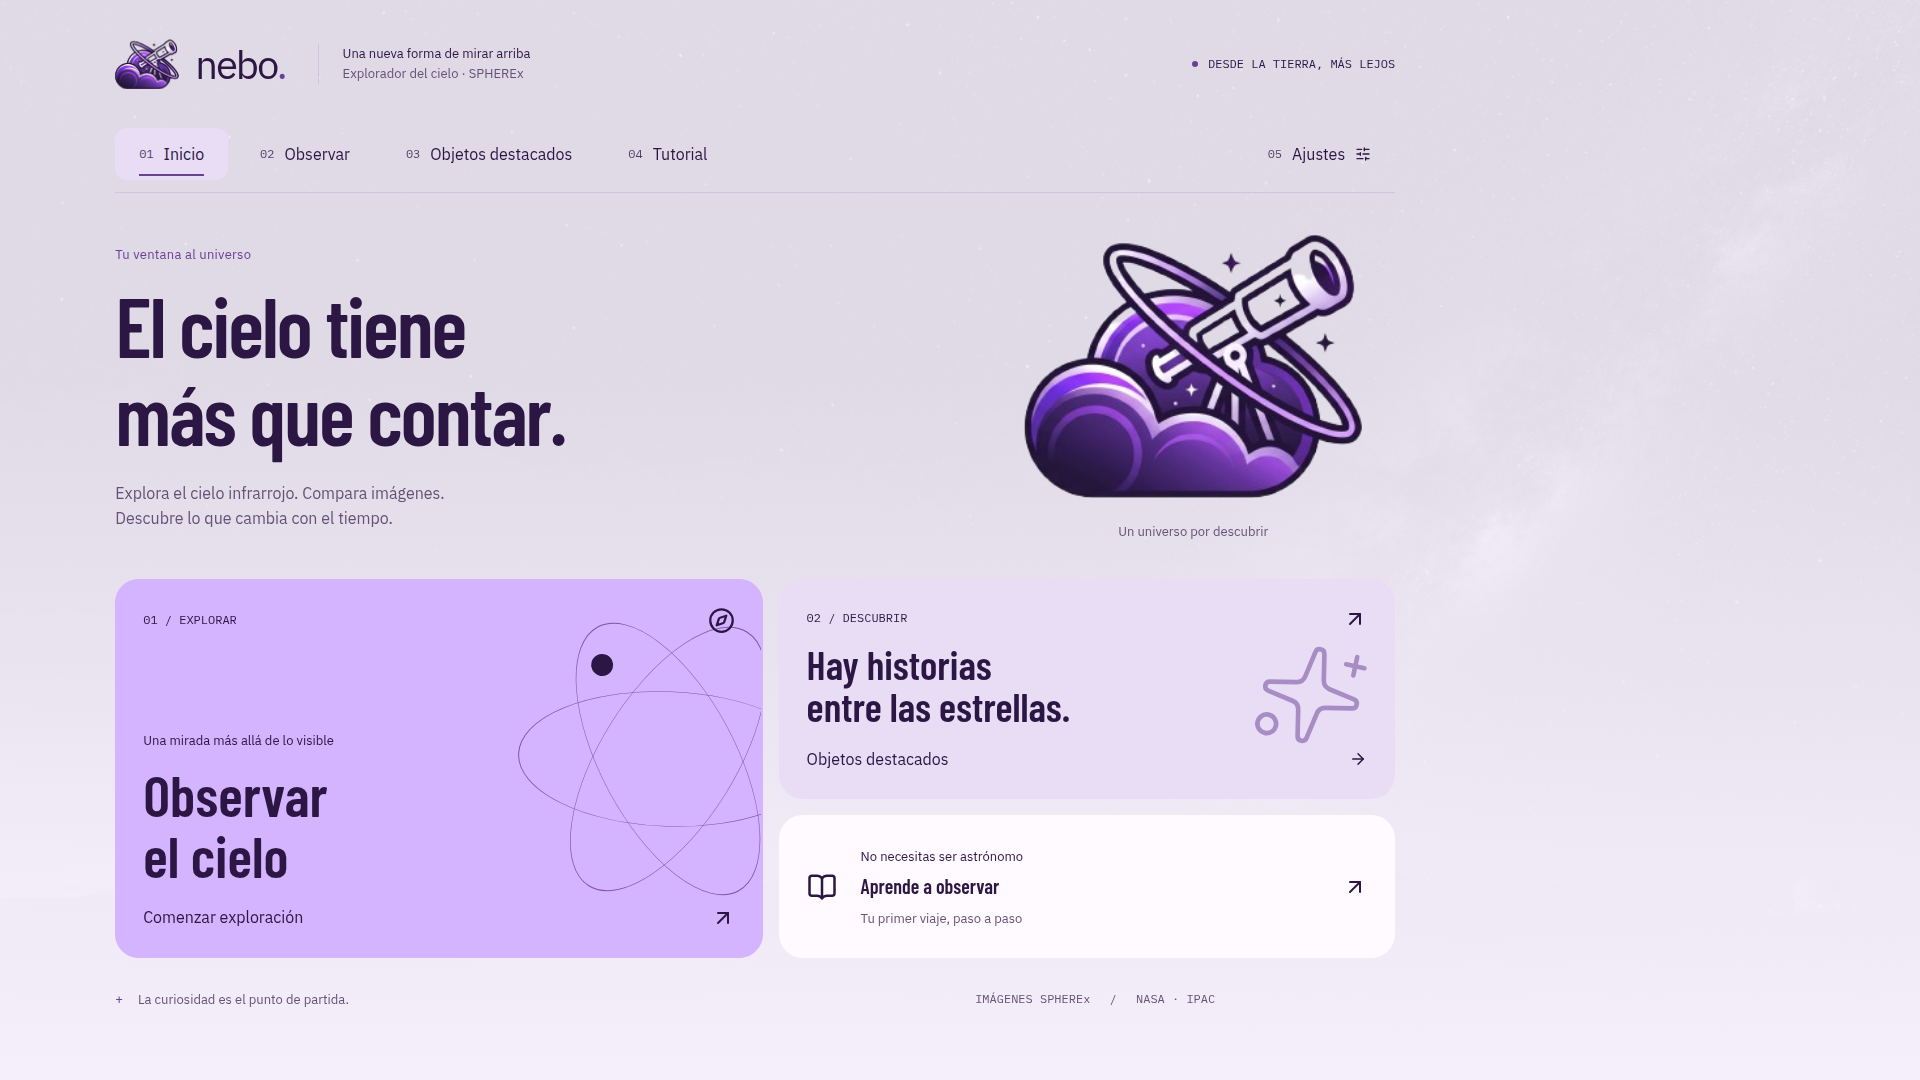 nebo.
Una nueva forma de mirar arriba
Explorador del cielo · SPHEREx
DESDE LA TIERRA, MÁS LEJOS
01 Inicio
02 Observar
03 Objetos destacados
04 Tutorial
05 Ajustes
Tu ventana al universo
El cielo tiene
más que contar.
Explora el cielo infrarrojo. Compara imágenes.
Descubre lo que cambia con el tiempo.
Un universo por descubrir
01 / EXPLORAR
Una mirada más allá de lo visible
Observar
el cielo
Comenzar exploración
02 / DESCUBRIR
Hay historias
entre las estrellas.
Objetos destacados
No necesitas ser astrónomo
Aprende a observar
Tu primer viaje, paso a paso
+ La curiosidad es el punto de partida.
IMÁGENES SPHEREx / NASA · IPAC